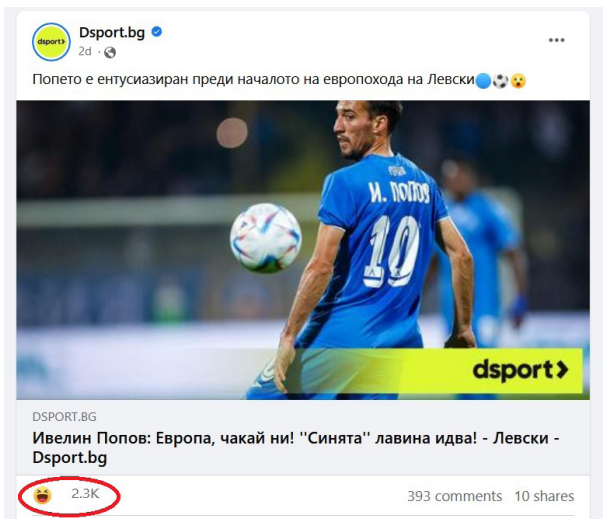 dsport
Dsport.bg
2d
Попето е ентусиазиран преди началото на европохода на Левски🔵⚽😮
И. ПОПОВ
10
dsport
DSPORT.BG
Ивелин Попов: Европа, чакай ни! ''Синята'' лавина идва! - Левски -
Dsport.bg
2.3K
393 comments 10 shares